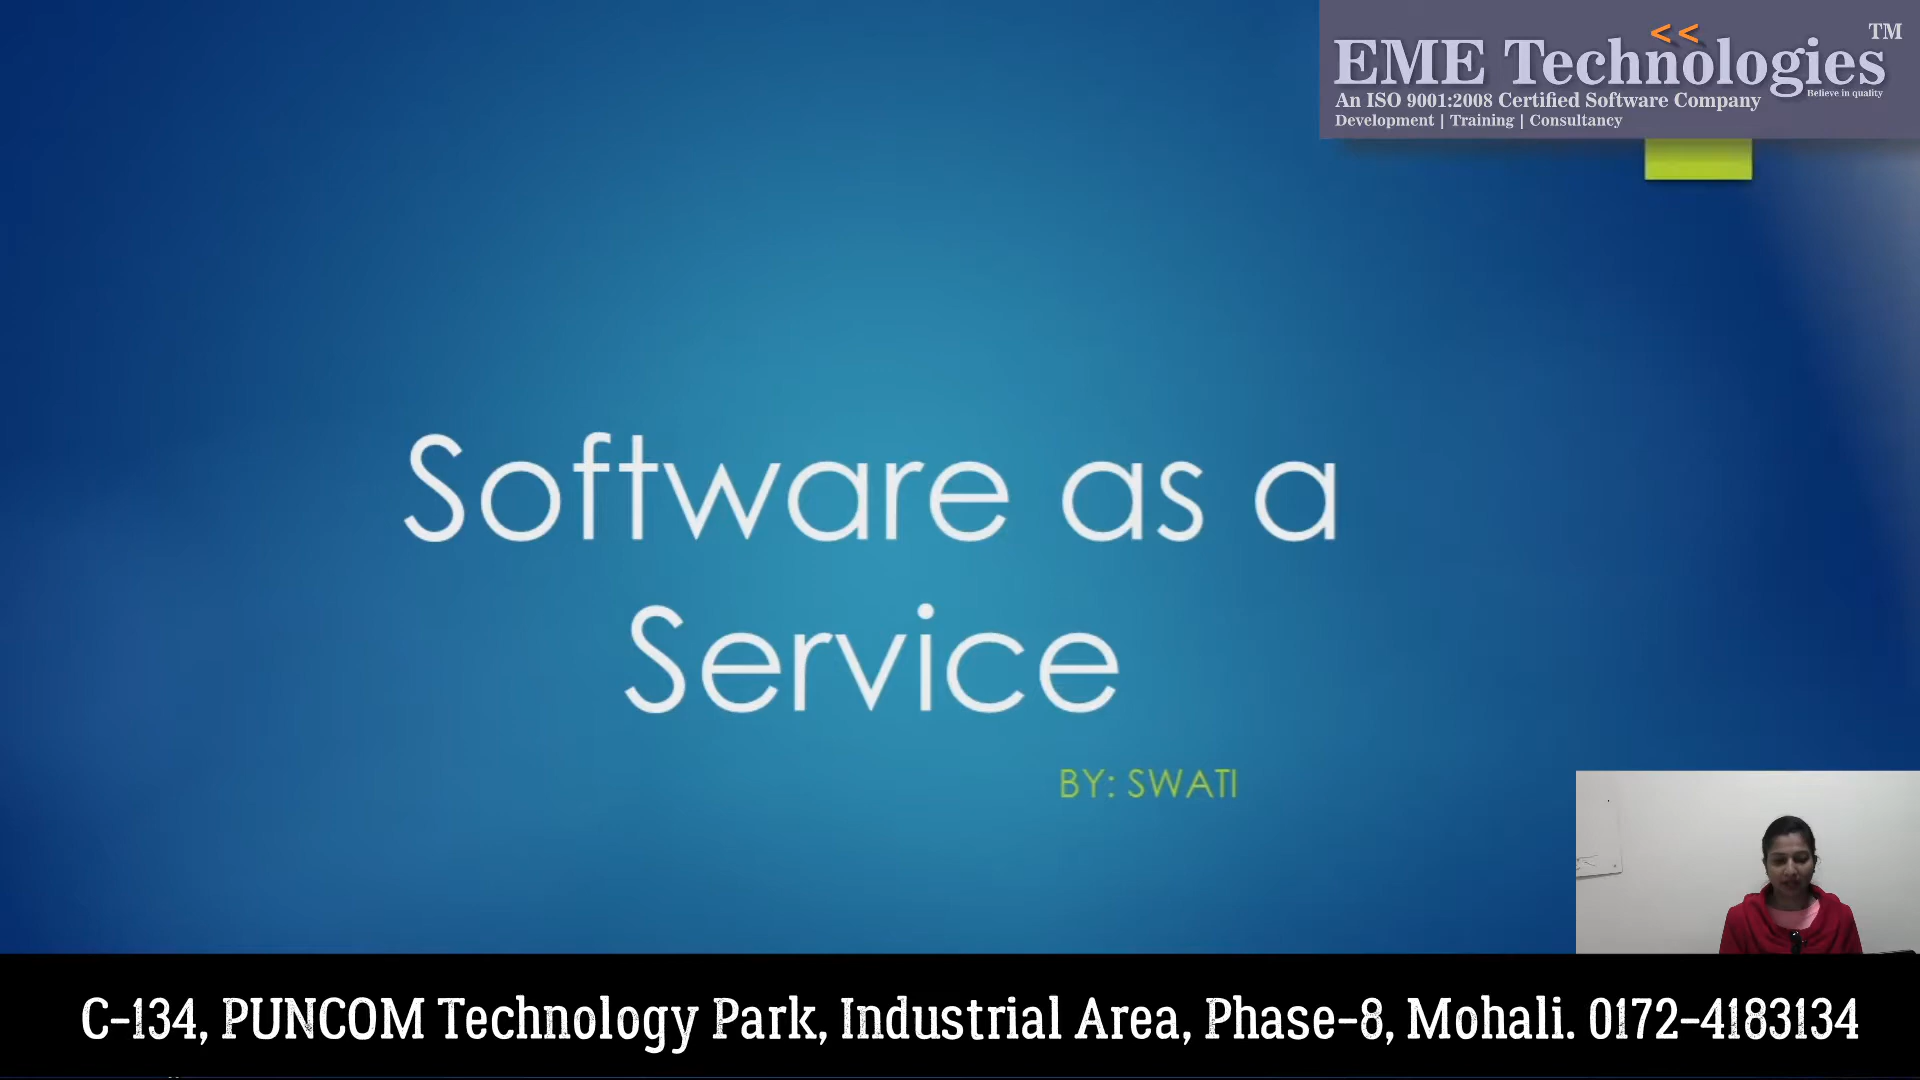 << TM
EME Technologies
Believe in quality
An ISO 9001:2008 Certified Software Company
Development | Training | Consultancy
Software as a
Service
BY: SWATI
C-134, PUNCOM Technology Park, Industrial Area, Phase-8, Mohali. 0172-4183134